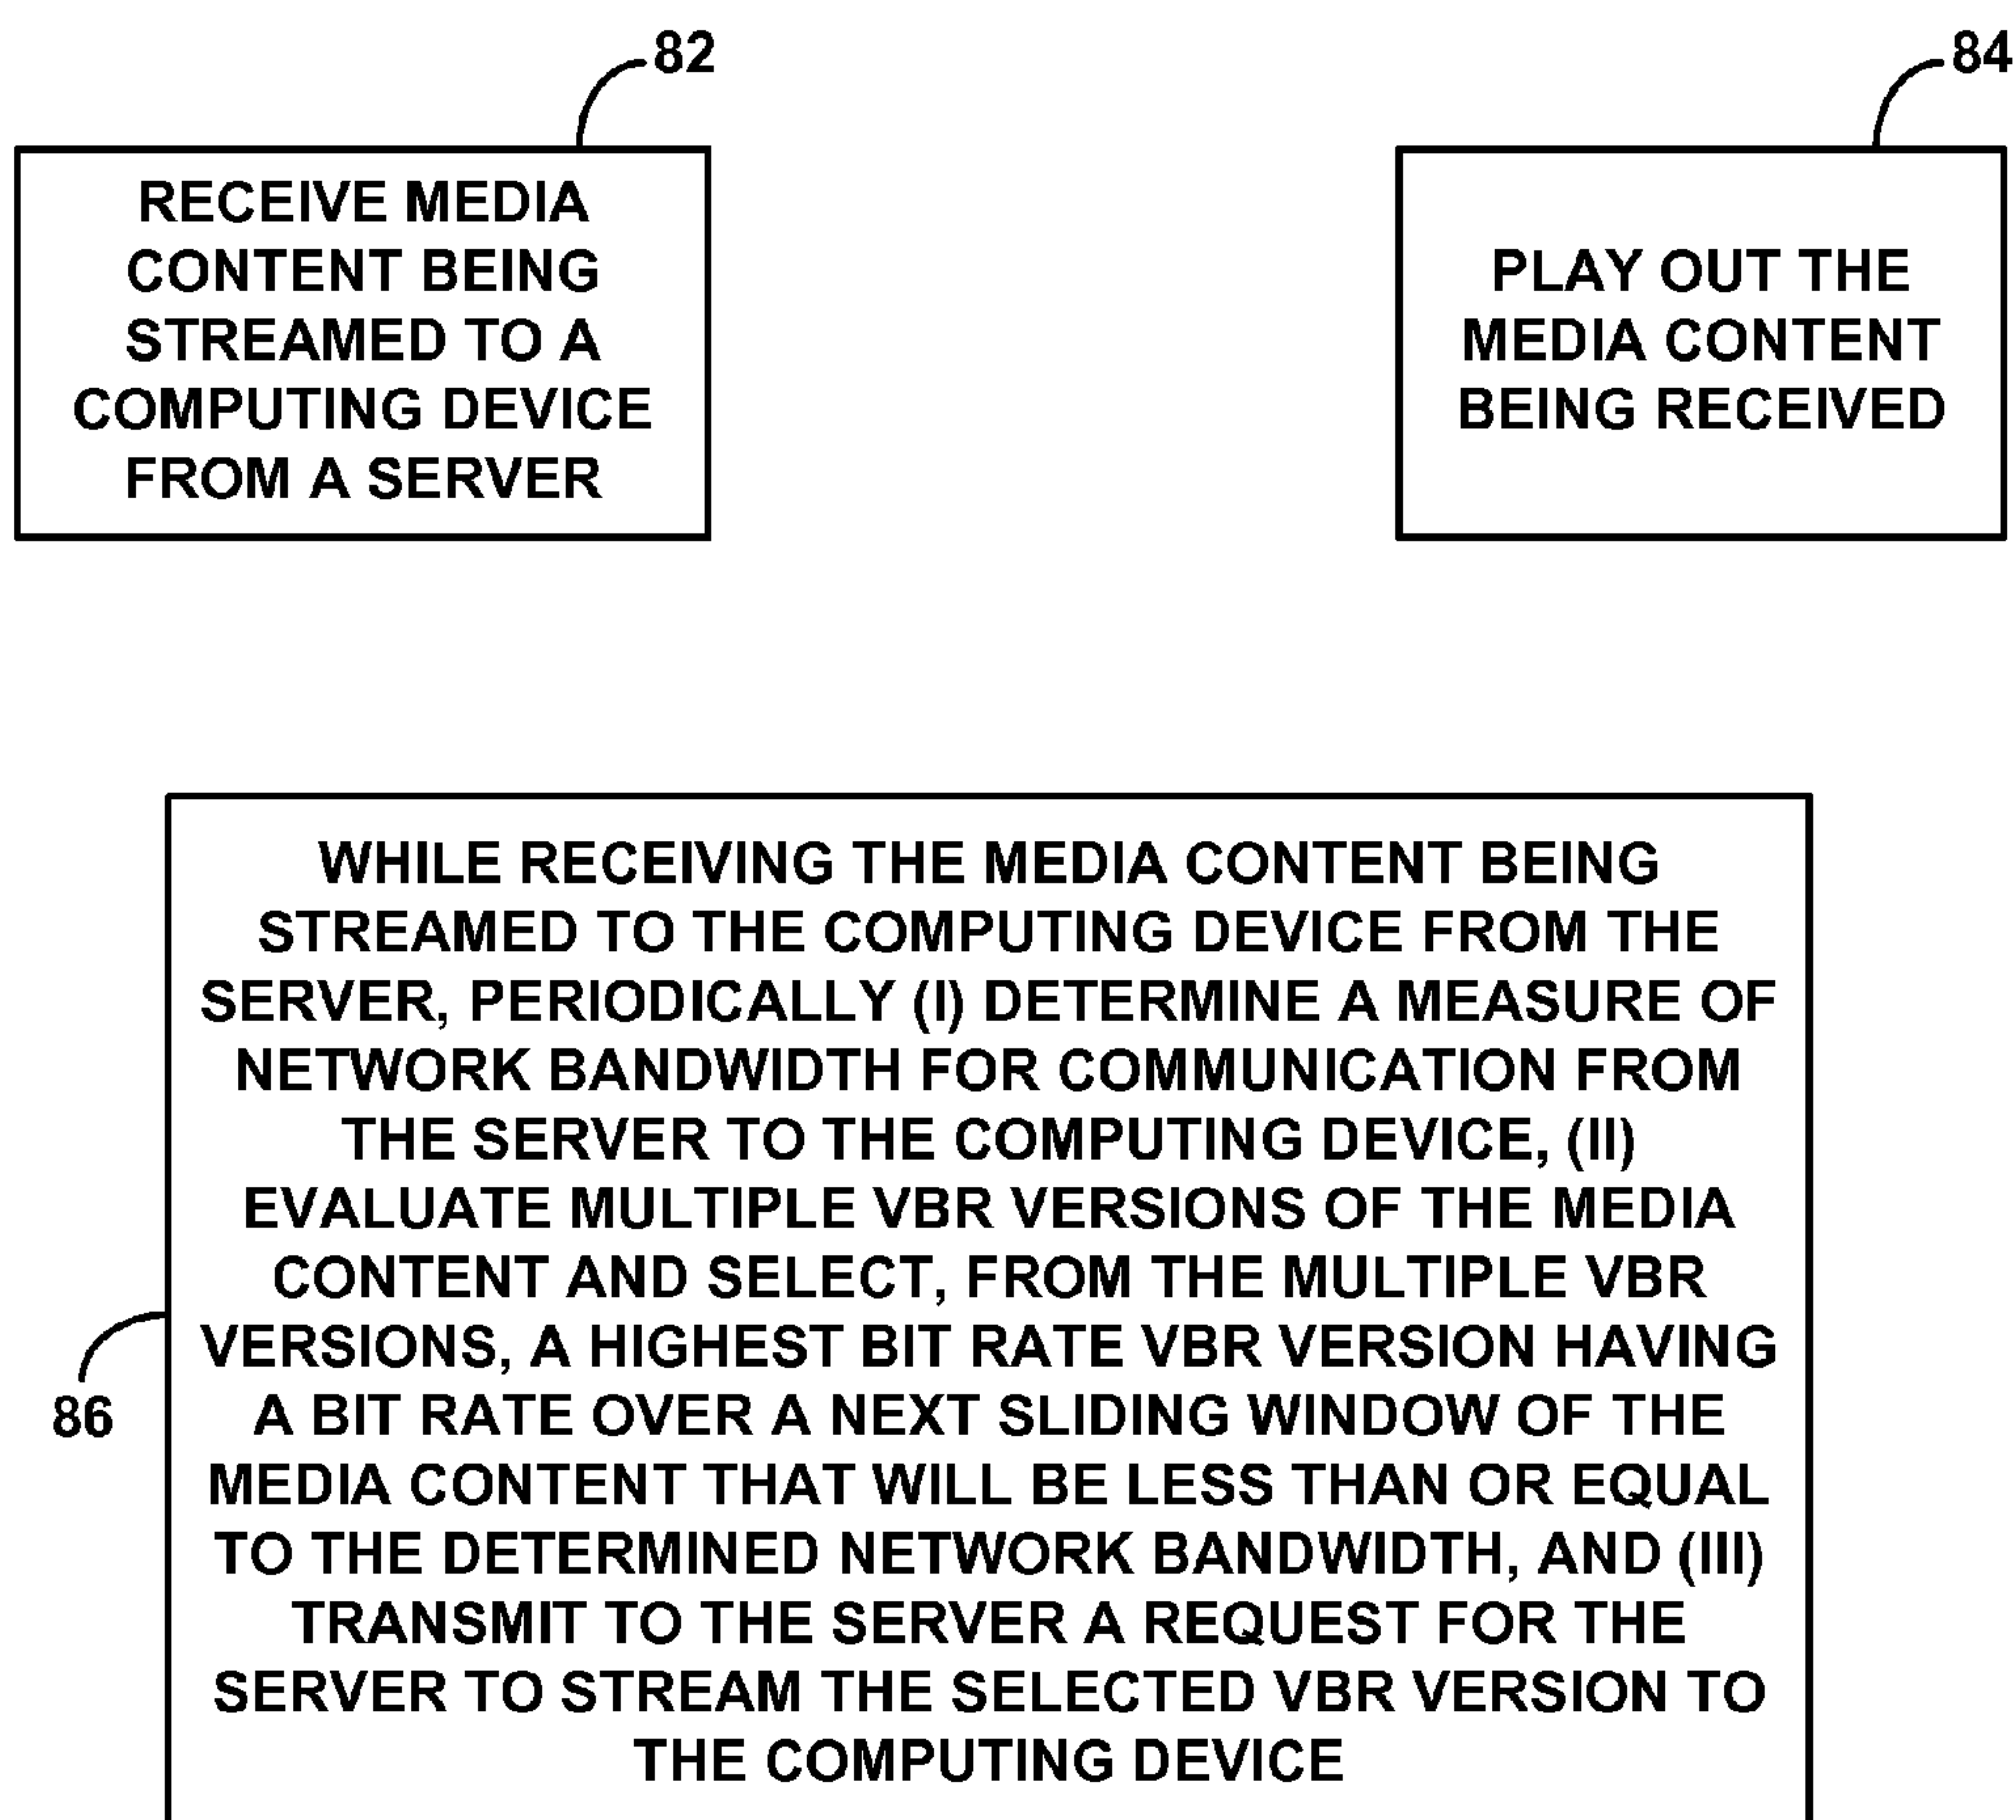 82
84
RECEIVE MEDIA
CONTENT BEING
STREAMED TO A
COMPUTING DEVICE
FROM A SERVER
PLAY OUT THE
MEDIA CONTENT
BEING RECEIVED
WHILE RECEIVING THE MEDIA CONTENT BEING
STREAMED TO THE COMPUTING DEVICE FROM THE
SERVER, PERIODICALLY (I) DETERMINE A MEASURE OF
NETWORK BANDWIDTH FOR COMMUNICATION FROM
THE SERVER TO THE COMPUTING DEVICE, (II)
EVALUATE MULTIPLE VBR VERSIONS OF THE MEDIA
CONTENT AND SELECT, FROM THE MULTIPLE VBR
VERSIONS, A HIGHEST BIT RATE VBR VERSION HAVING
A BIT RATE OVER A NEXT SLIDING WINDOW OF THE
MEDIA CONTENT THAT WILL BE LESS THAN OR EQUAL
TO THE DETERMINED NETWORK BANDWIDTH, AND (III)
TRANSMIT TO THE SERVER A REQUEST FOR THE
SERVER TO STREAM THE SELECTED VBR VERSION TO
THE COMPUTING DEVICE
86